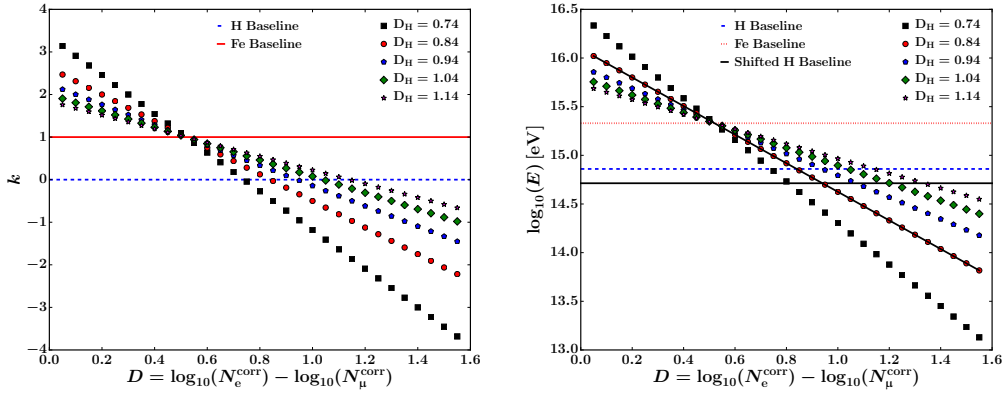 4
3
2
1
0
−1
−2
−3
−4
k
H Baseline
Fe Baseline
D_H = 0.74
D_H = 0.84
D_H = 0.94
D_H = 1.04
D_H = 1.14
0.0 0.2 0.4 0.6 0.8 1.0 1.2 1.4 1.6
D = log₁₀(N_e^corr) − log₁₀(N_μ^corr)
16.5
16.0
15.5
15.0
14.5
14.0
13.5
13.0
log₁₀(E) [eV]
H Baseline
Fe Baseline
Shifted H Baseline
D_H = 0.74
D_H = 0.84
D_H = 0.94
D_H = 1.04
D_H = 1.14
0.0 0.2 0.4 0.6 0.8 1.0 1.2 1.4 1.6
D = log₁₀(N_e^corr) − log₁₀(N_μ^corr)